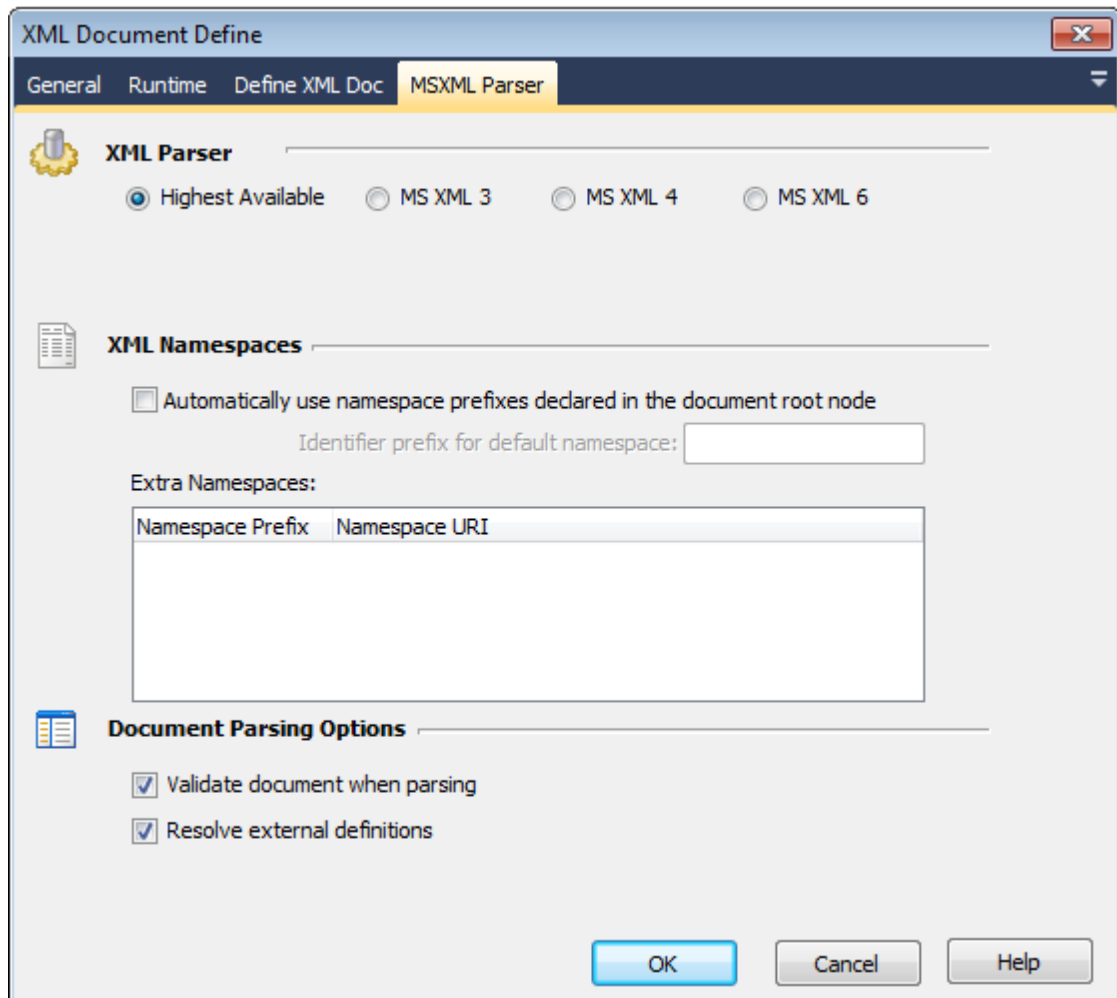 XML Document Define
General Runtime Define XML Doc MSXML Parser
XML Parser
Highest Available MS XML 3 MS XML 4 MS XML 6
XML Namespaces
Automatically use namespace prefixes declared in the document root node
Identifier prefix for default namespace:
Extra Namespaces:
Namespace Prefix Namespace URI
Document Parsing Options
Validate document when parsing
Resolve external definitions
OK Cancel Help